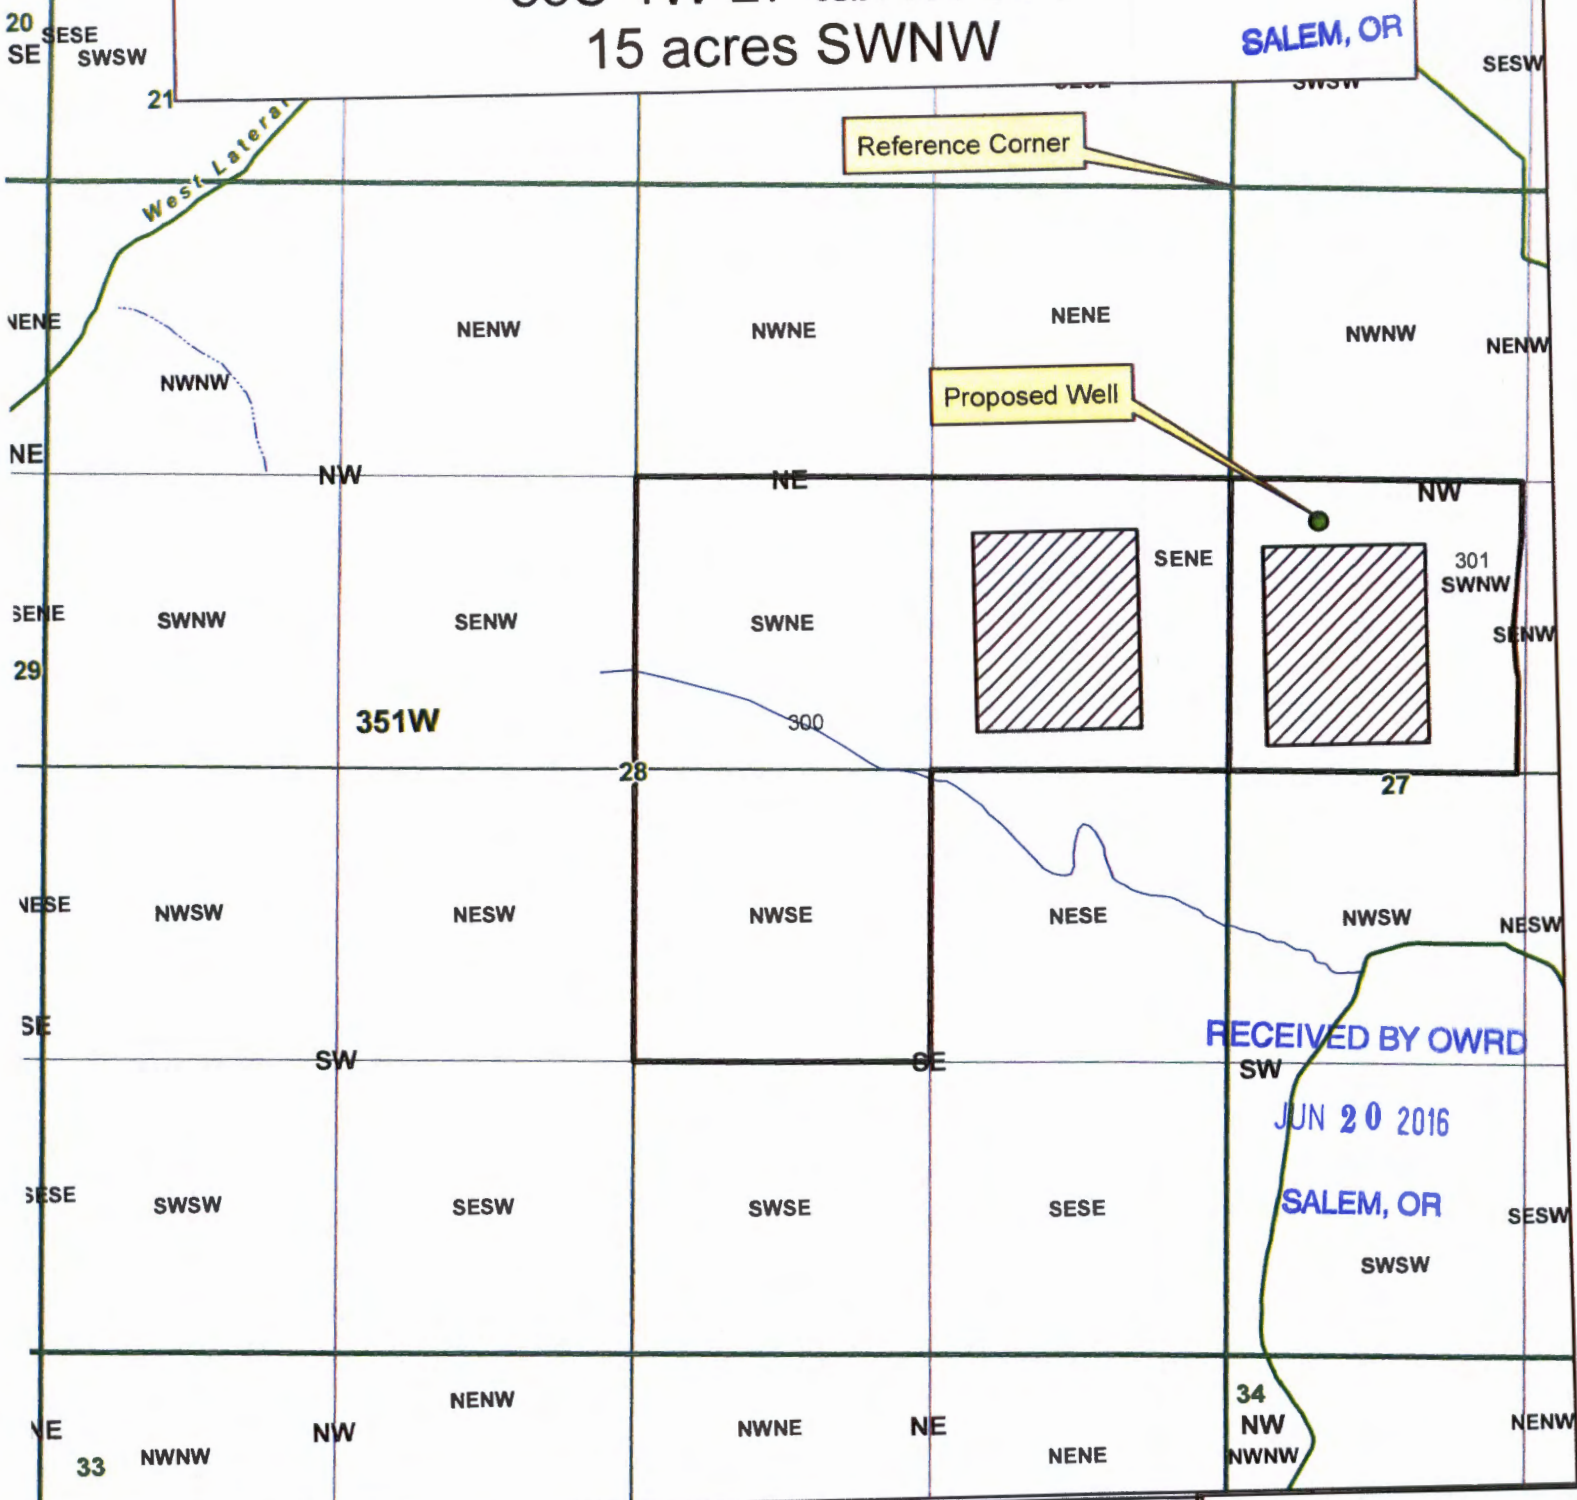 15 acres SWNW
SALEM, OR
20
SESE
SE
SWSW
SESW
21
SWSW
West Lateral
Reference Corner
NENE
NENW
NWNE
NENE
NWNW
NENW
NWNW
Proposed Well
NE
NW
NE
NW
SENE
301
SWNW
SENE
SWNW
SENW
SWNE
SENW
29
351W
300
28
27
NESE
NWSW
NESW
NWSE
NESE
NWSW
NESW
SE
RECEIVED BY OWRD
SW
SE
SW
JUN 20 2016
SESE
SWSW
SESW
SWSE
SESE
SALEM, OR
SESW
SWSW
34
NE
NW
NENW
NWNE
NE
NW
NENW
33
NWNW
NENE
NWNW